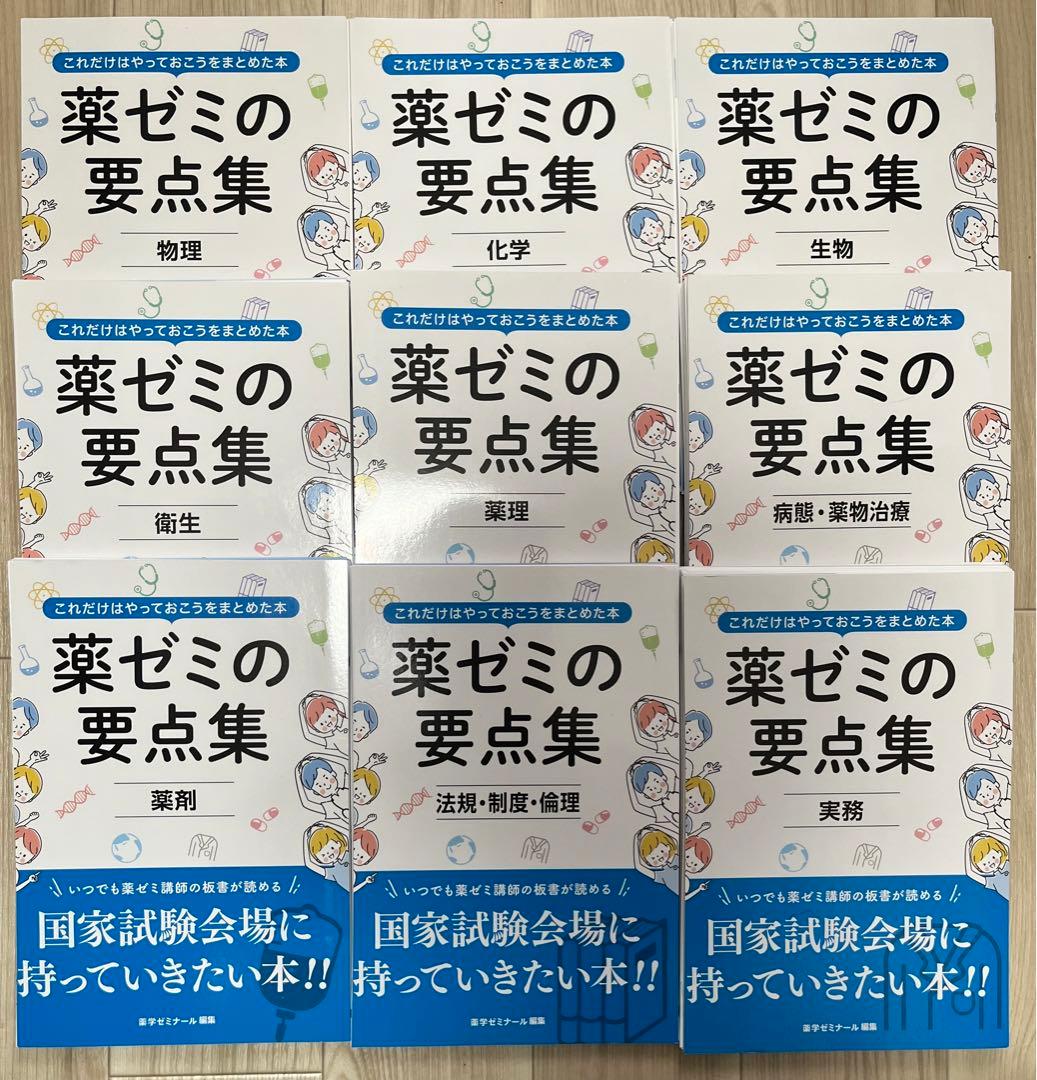 これだけはやっておこうをまとめた本
薬ゼミの
要点集
物理
これだけはやっておこうをまとめた本
薬ゼミの
要点集
化学
これだけはやっておこうをまとめた本
薬ゼミの
要点集
生物
これだけはやっておこうをまとめた本
薬ゼミの
要点集
衛生
これだけはやっておこうをまとめた本
薬ゼミの
要点集
薬理
これだけはやっておこうをまとめた本
薬ゼミの
要点集
病態・薬物治療
これだけはやっておこうをまとめた本
薬ゼミの
要点集
薬剤
いつでも薬ゼミ講師の板書が読める
国家試験会場に
持っていきたい本!!
薬学ゼミナール 編集
これだけはやっておこうをまとめた本
薬ゼミの
要点集
法規・制度・倫理
いつでも薬ゼミ講師の板書が読める
国家試験会場に
持っていきたい本!!
薬学ゼミナール 編集
これだけはやっておこうをまとめた本
薬ゼミの
要点集
実務
いつでも薬ゼミ講師の板書が読める
国家試験会場に
持っていきたい本!!
薬学ゼミナール 編集